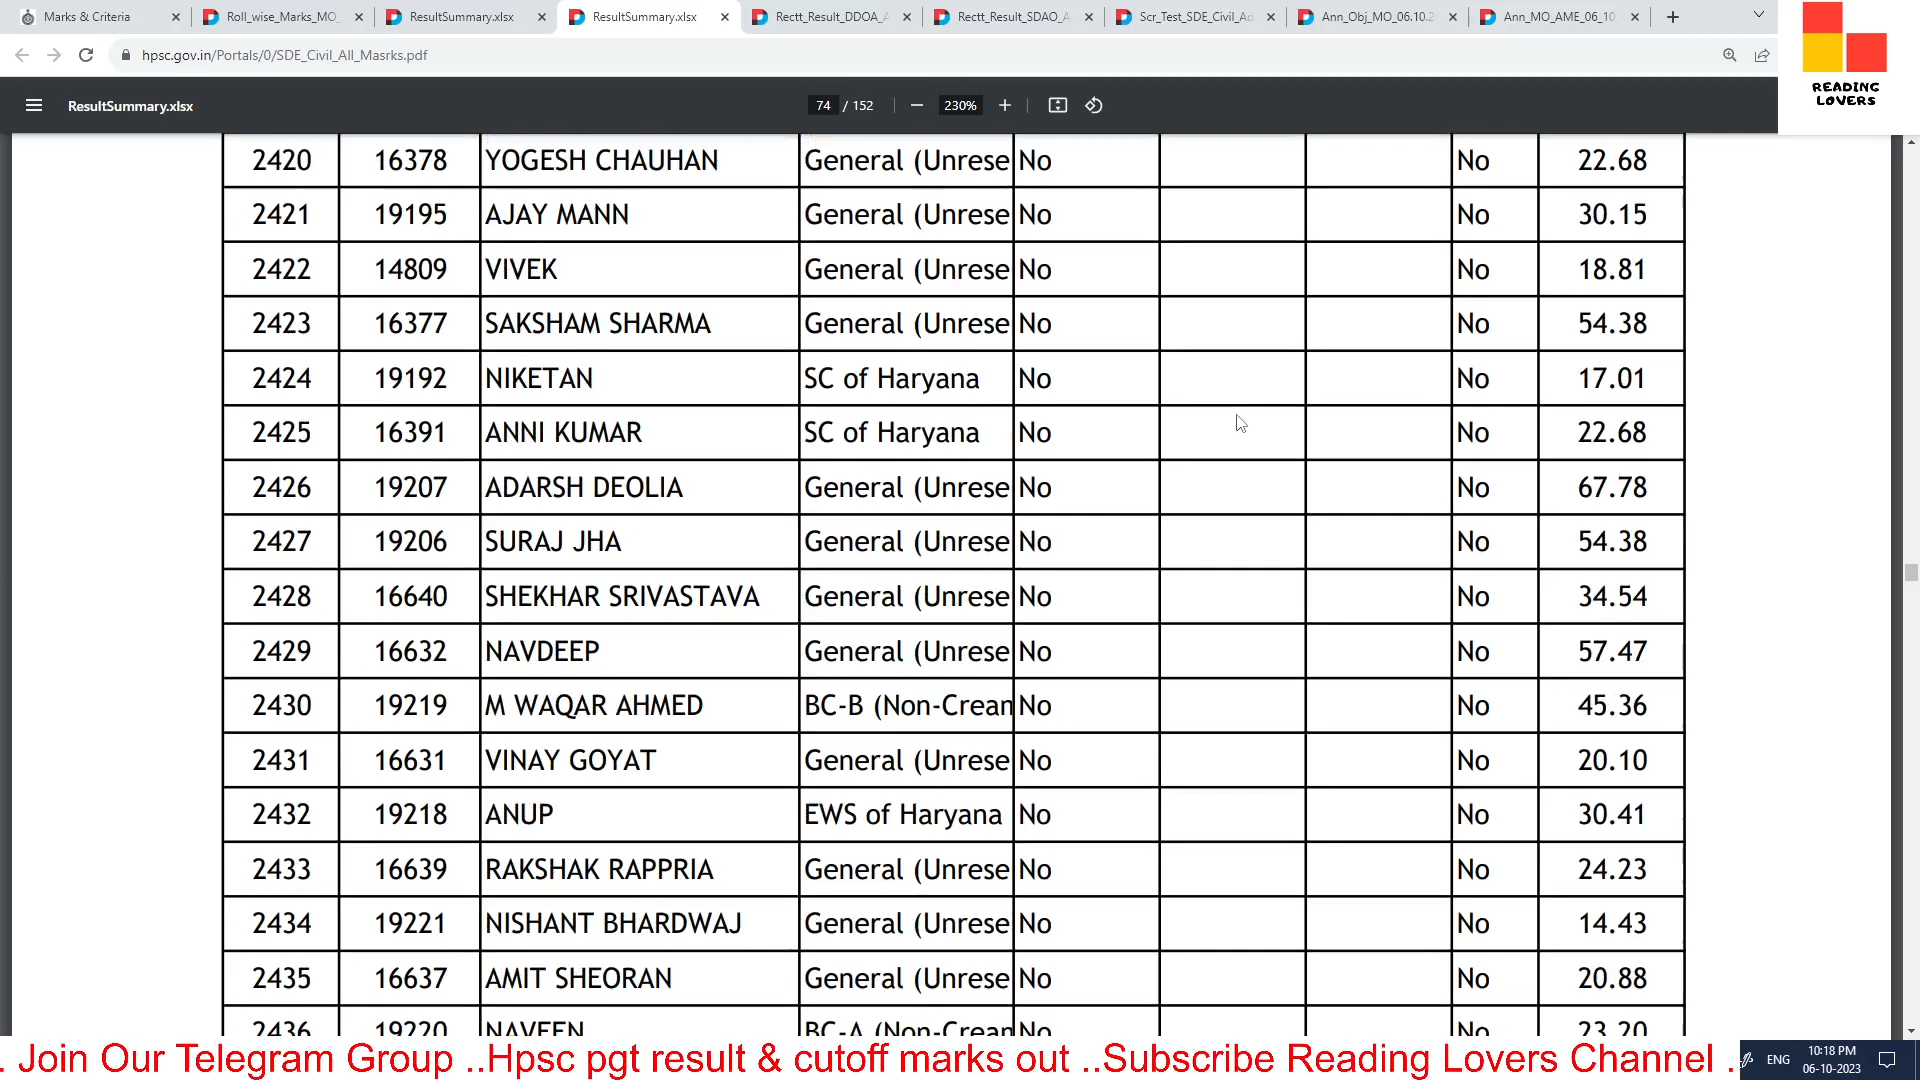 Marks & Criteria
Roll_wise_Marks_MO_
ResultSummary.xlsx
ResultSummary.xlsx
Rectt_Result_DDOA_A
Rectt_Result_SDAO_A
Scr_Test_SDE_Civil_Ad
Ann_Obj_MO_06.10.2
Ann_MO_AME_06_10
hpsc.gov.in/Portals/0/SDE_Civil_All_Masrks.pdf
READING
LOVERS
ResultSummary.xlsx 74 / 152 230%
2420 16378 YOGESH CHAUHAN General (Unrese No No 22.68
2421 19195 AJAY MANN General (Unrese No No 30.15
2422 14809 VIVEK General (Unrese No No 18.81
2423 16377 SAKSHAM SHARMA General (Unrese No No 54.38
2424 19192 NIKETAN SC of Haryana No No 17.01
2425 16391 ANNI KUMAR SC of Haryana No No 22.68
2426 19207 ADARSH DEOLIA General (Unrese No No 67.78
2427 19206 SURAJ JHA General (Unrese No No 54.38
2428 16640 SHEKHAR SRIVASTAVA General (Unrese No No 34.54
2429 16632 NAVDEEP General (Unrese No No 57.47
2430 19219 M WAQAR AHMED BC-B (Non-Crean No No 45.36
2431 16631 VINAY GOYAT General (Unrese No No 20.10
2432 19218 ANUP EWS of Haryana No No 30.41
2433 16639 RAKSHAK RAPPRIA General (Unrese No No 24.23
2434 19221 NISHANT BHARDWAJ General (Unrese No No 14.43
2435 16637 AMIT SHEORAN General (Unrese No No 20.88
2436 19220 NAVEEN BC-A (Non-Crean No No 23.20
. Join Our Telegram Group ..Hpsc pgt result & cutoff marks out ..Subscribe Reading Lovers Channel .
ENG 10:18 PM
06-10-2023